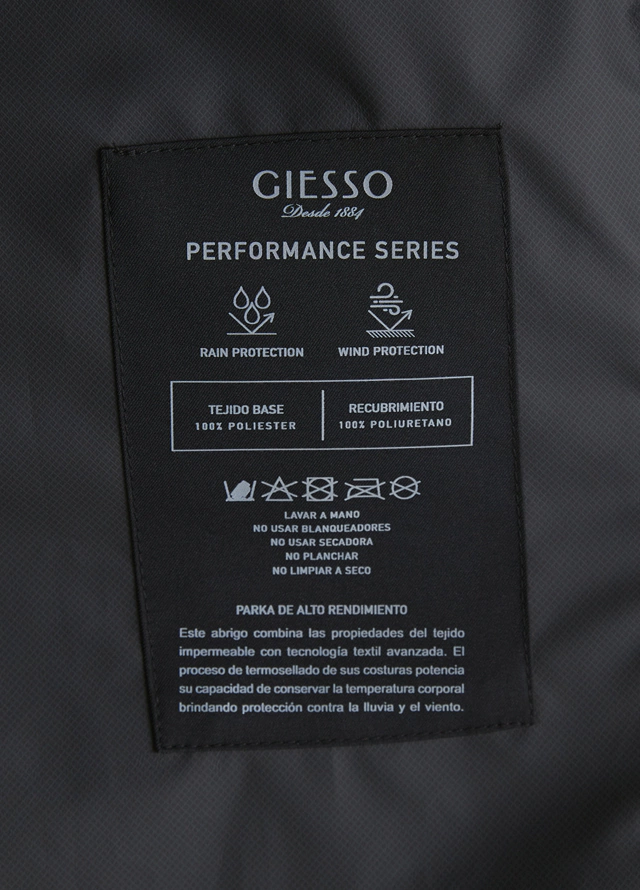 GIESSO
Desde 1884
PERFORMANCE SERIES
RAIN PROTECTION
WIND PROTECTION
TEJIDO BASE
100% POLIESTER
RECUBRIMIENTO
100% POLIURETANO
LAVAR A MANO
NO USAR BLANQUEADORES
NO USAR SECADORA
NO PLANCHAR
NO LIMPIAR A SECO
PARKA DE ALTO RENDIMIENTO
Este abrigo combina las propiedades del tejido
impermeable con tecnología textil avanzada. El
proceso de termosellado de sus costuras potencia
su capacidad de conservar la temperatura corporal
brindando protección contra la lluvia y el viento.